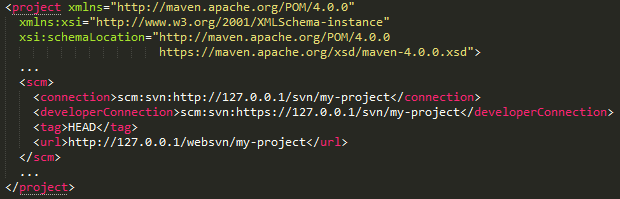 <project xmlns="http://maven.apache.org/POM/4.0.0"
  xmlns:xsi="http://www.w3.org/2001/XMLSchema-instance"
  xsi:schemaLocation="http://maven.apache.org/POM/4.0.0
                      https://maven.apache.org/xsd/maven-4.0.0.xsd">
  ...
  <scm>
    <connection>scm:svn:http://127.0.0.1/svn/my-project</connection>
    <developerConnection>scm:svn:https://127.0.0.1/svn/my-project</developerConnection>
    <tag>HEAD</tag>
    <url>http://127.0.0.1/websvn/my-project</url>
  </scm>
  ...
</project>